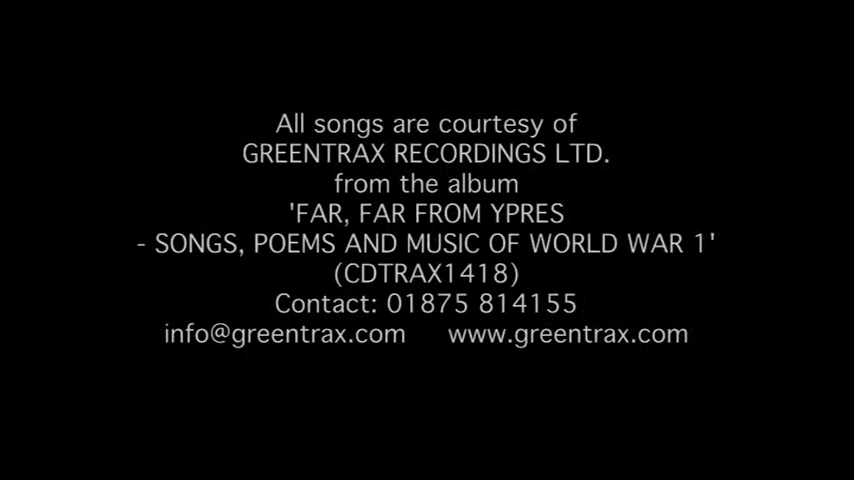 All songs are courtesy of
GREENTRAX RECORDINGS LTD.
from the album
'FAR, FAR FROM YPRES
- SONGS, POEMS AND MUSIC OF WORLD WAR 1'
(CDTRAX1418)
Contact: 01875 814155
info@greentrax.com www.greentrax.com